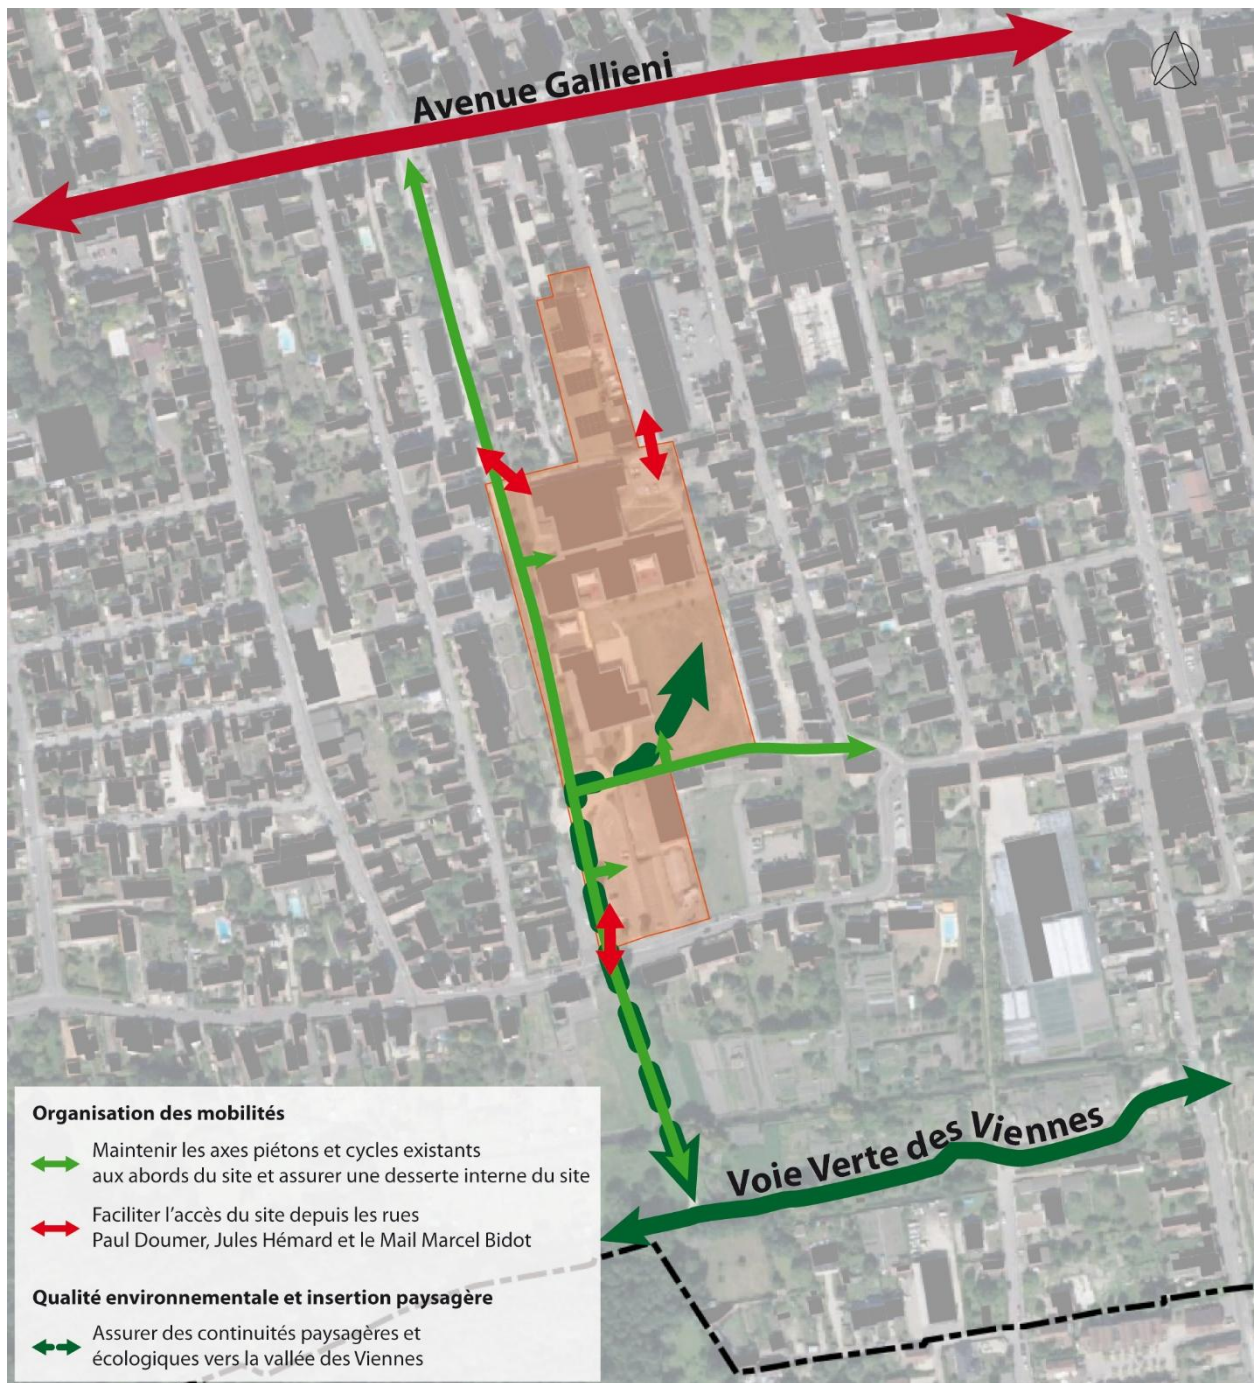 Avenue Gallieni
Voie Verte des Viennes
Organisation des mobilités
Maintenir les axes piétons et cycles existants
aux abords du site et assurer une desserte interne du site
Faciliter l’accès du site depuis les rues
Paul Doumer, Jules Hémard et le Mail Marcel Bidot
Qualité environnementale et insertion paysagère
Assurer des continuités paysagères et
écologiques vers la vallée des Viennes